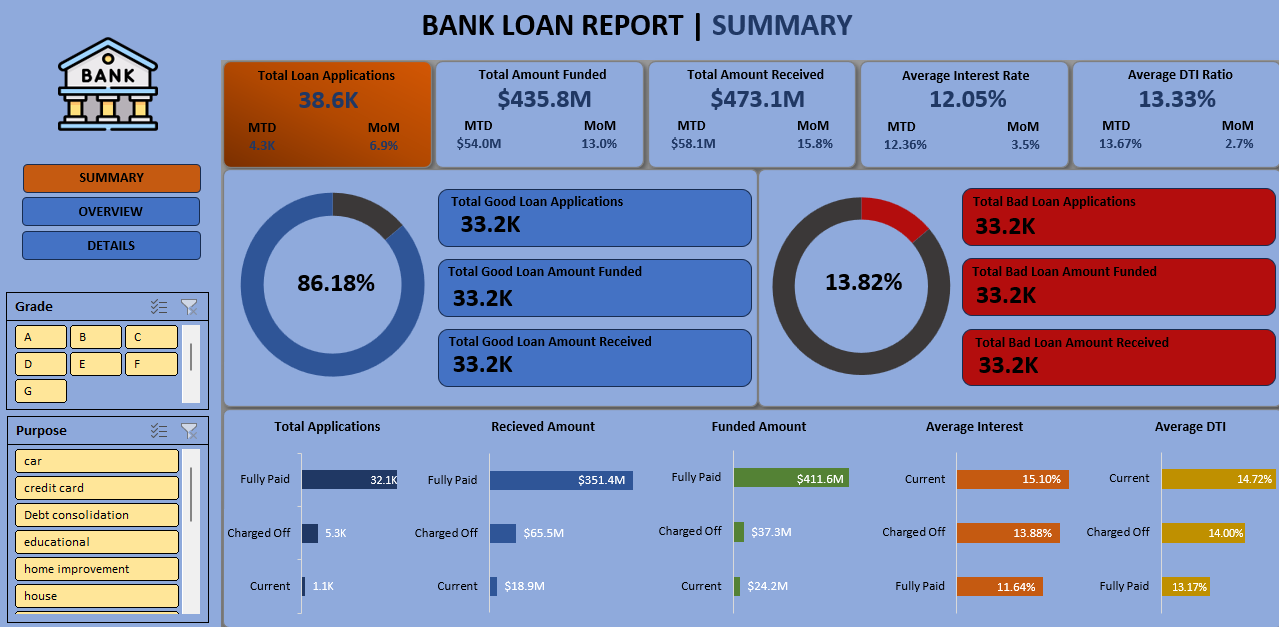 BANK LOAN REPORT | SUMMARY
BANK
SUMMARY
OVERVIEW
DETAILS
Grade
A B C
D E F
G
Purpose
car
credit card
Debt consolidation
educational
home improvement
house
Total Loan Applications
38.6K
MTD MoM
4.3K 6.9%
Total Amount Funded
$435.8M
MTD MoM
$54.0M 13.0%
Total Amount Received
$473.1M
MTD MoM
$58.1M 15.8%
Average Interest Rate
12.05%
MTD MoM
12.36% 3.5%
Average DTI Ratio
13.33%
MTD MoM
13.67% 2.7%
86.18%
Total Good Loan Applications
33.2K
Total Good Loan Amount Funded
33.2K
Total Good Loan Amount Received
33.2K
13.82%
Total Bad Loan Applications
33.2K
Total Bad Loan Amount Funded
33.2K
Total Bad Loan Amount Received
33.2K
Total Applications
Fully Paid 32.1K
Charged Off 5.3K
Current 1.1K
Recieved Amount
Fully Paid $351.4M
Charged Off $65.5M
Current $18.9M
Funded Amount
Fully Paid $411.6M
Charged Off $37.3M
Current $24.2M
Average Interest
Current 15.10%
Charged Off 13.88%
Fully Paid 11.64%
Average DTI
Current 14.72%
Charged Off 14.00%
Fully Paid 13.17%